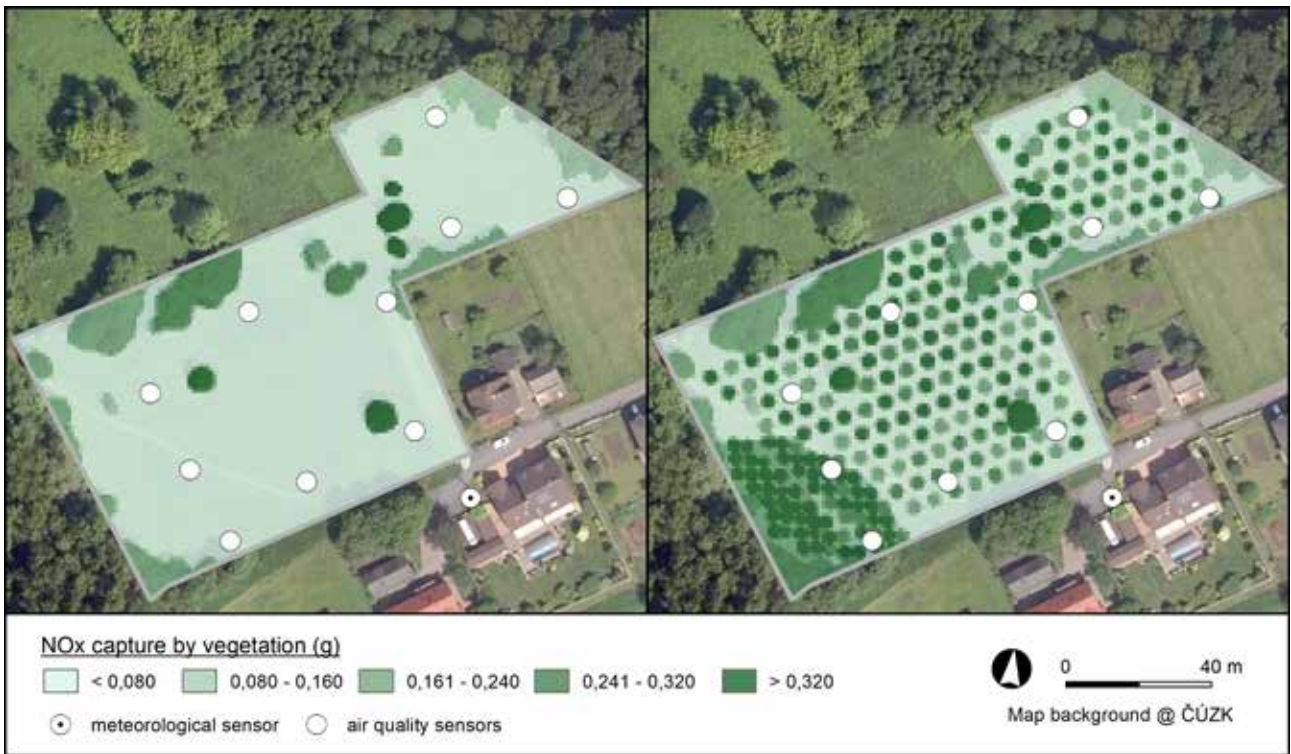 NOx capture by vegetation (g)
< 0,080 0,080 - 0,160 0,161 - 0,240 0,241 - 0,320 > 0,320
meteorological sensor air quality sensors
0 40 m
Map background @ ČÚZK